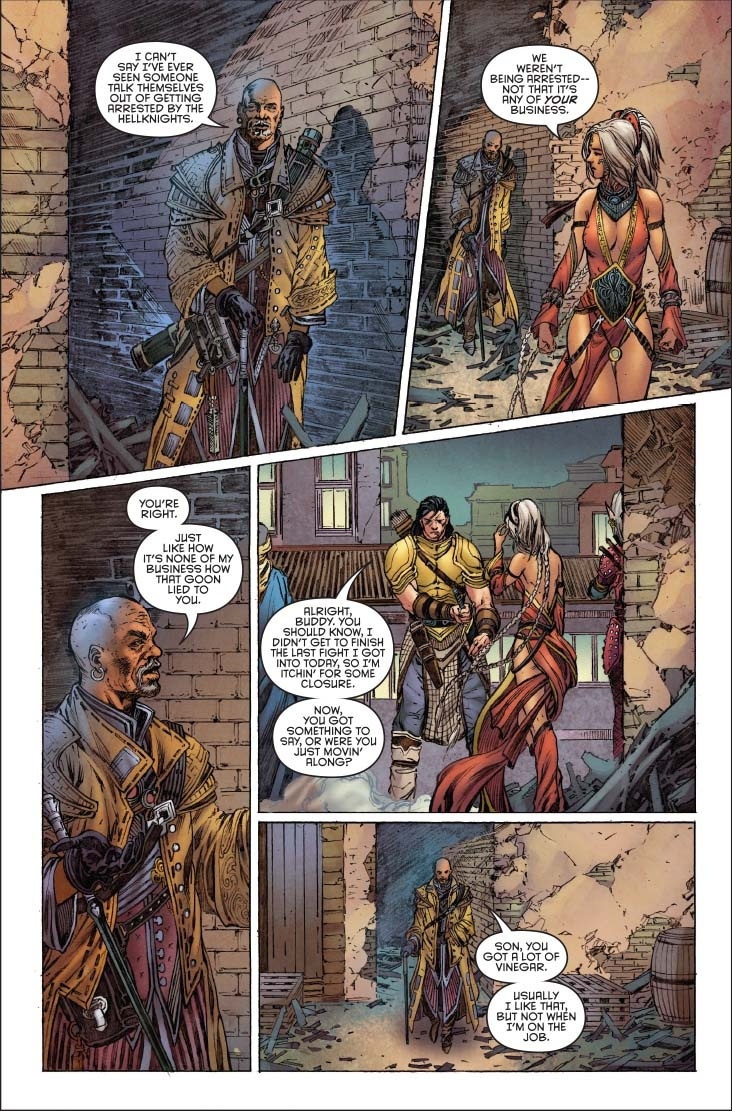 I CAN'T
SAY I'VE EVER
SEEN SOMEONE
TALK THEMSELVES
OUT OF GETTING
ARRESTED BY THE
HELLKNIGHTS.
WE
WEREN'T
BEING ARRESTED--
NOT THAT IT'S
ANY OF YOUR
BUSINESS.
YOU'RE
RIGHT.
JUST
LIKE HOW
IT'S NONE OF MY
BUSINESS HOW
THAT GOON
LIED TO
YOU.
ALRIGHT,
BUDDY. YOU
SHOULD KNOW, I
DIDN'T GET TO FINISH
THE LAST FIGHT I GOT
INTO TODAY, SO I'M
ITCHIN' FOR SOME
CLOSURE.
NOW,
YOU GOT
SOMETHING TO
SAY, OR WERE YOU
JUST MOVIN'
ALONG?
SON, YOU
GOT A LOT OF
VINEGAR.
USUALLY
I LIKE THAT,
BUT NOT WHEN
I'M ON THE
JOB.